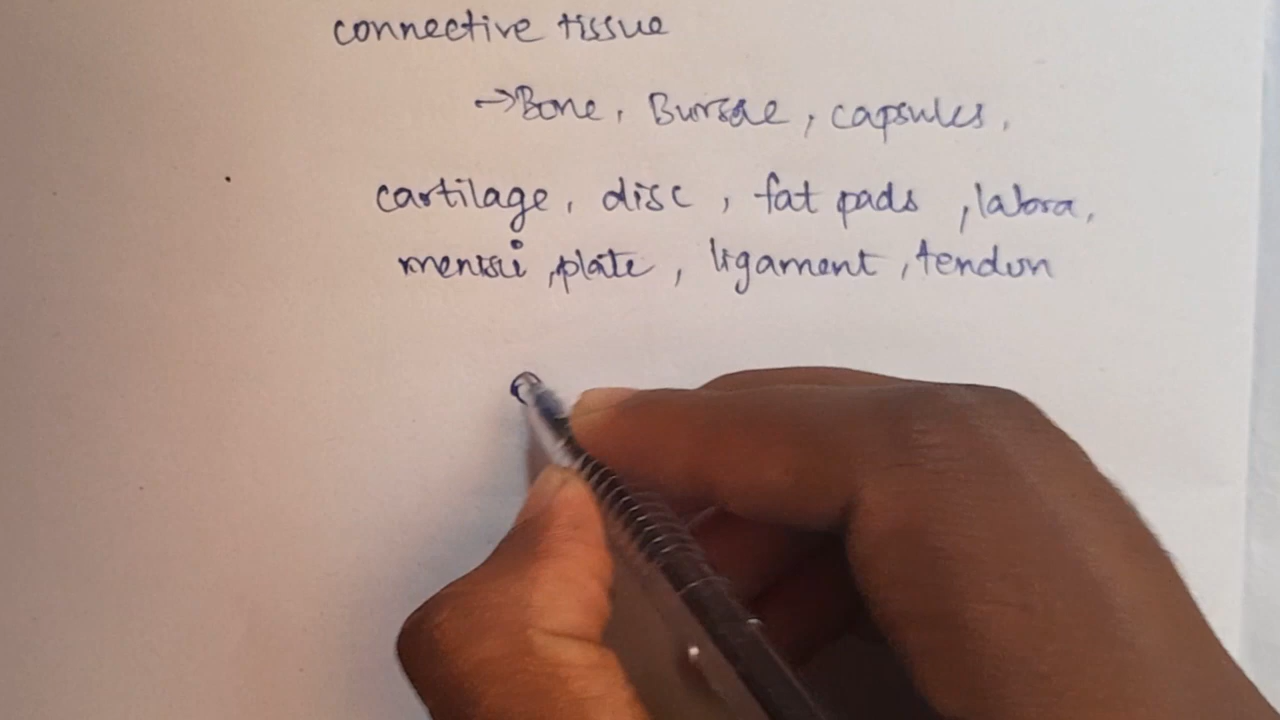 connective tissue
→Bone, Bursae, capsules,
cartilage, disc, fat pads, labra,
menisci, plate, ligament, tendon